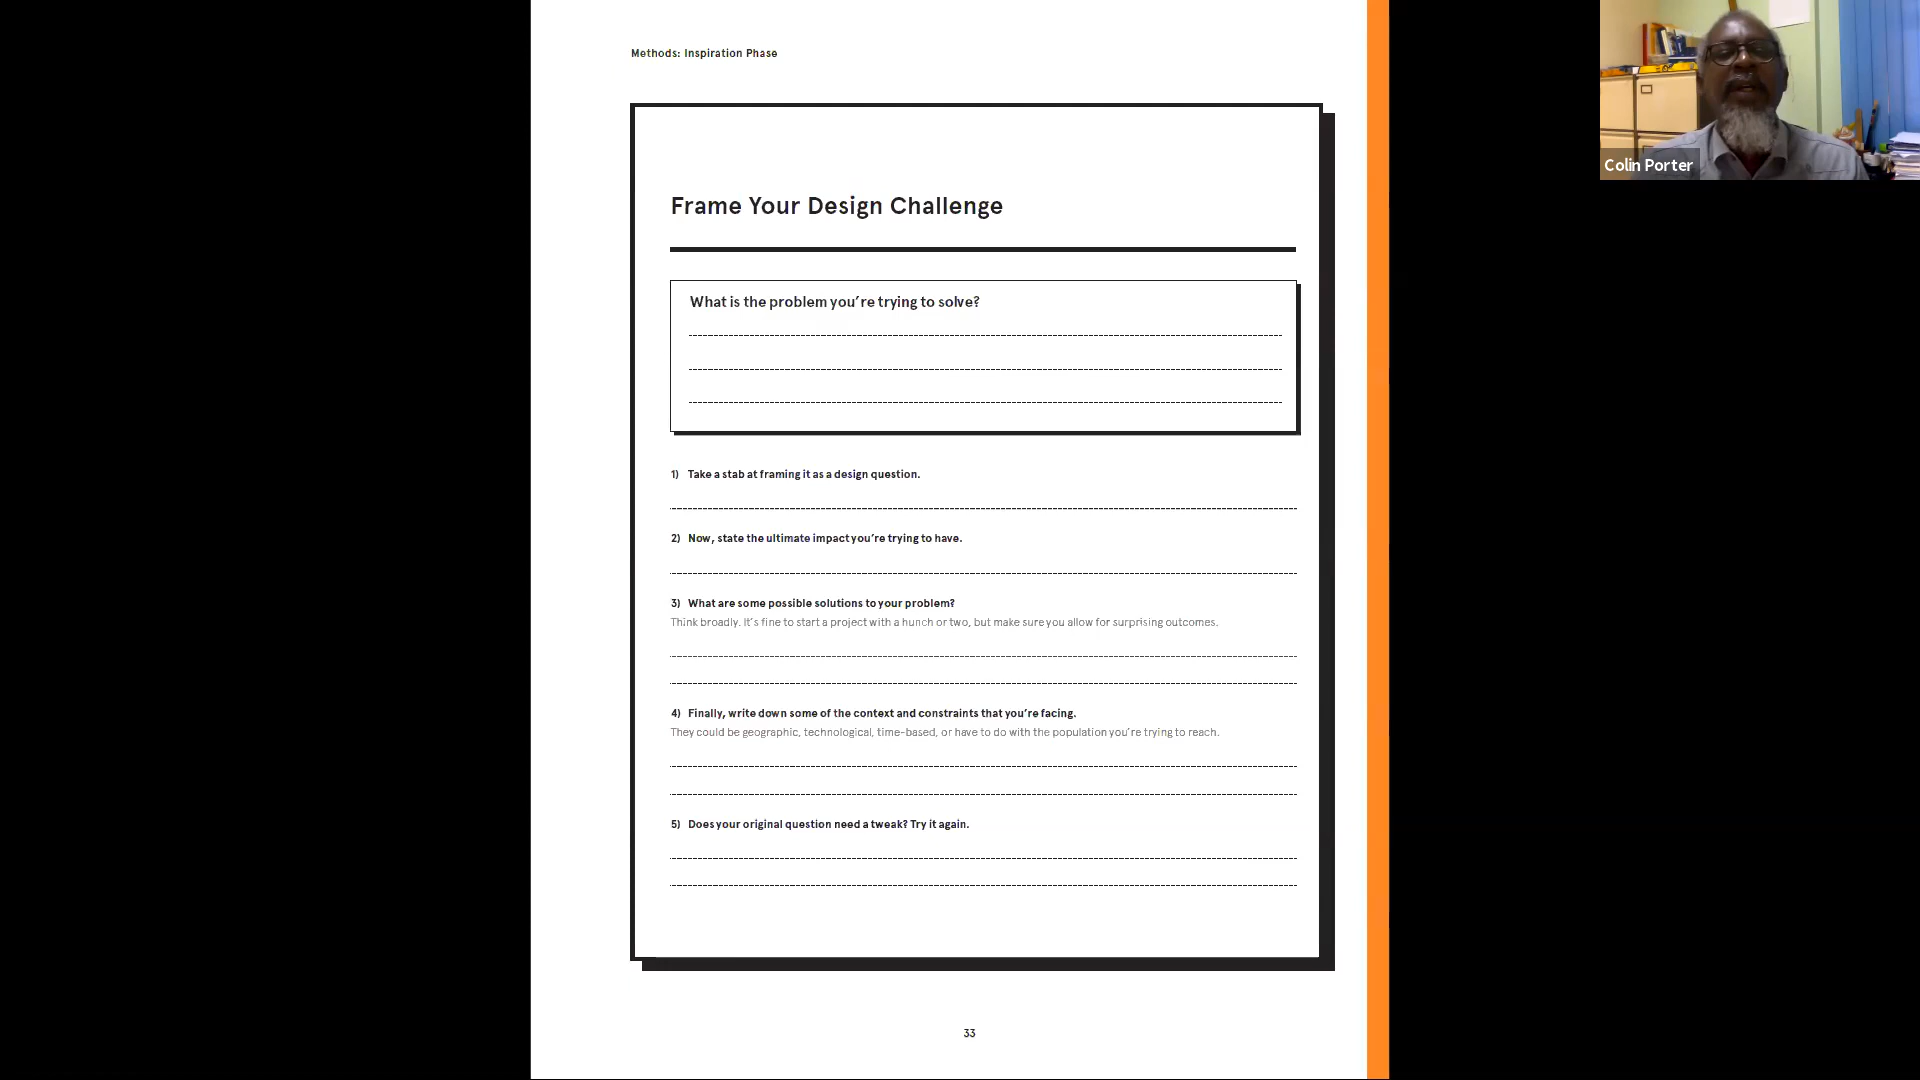 Methods: Inspiration Phase
Colin Porter
Frame Your Design Challenge
What is the problem you’re trying to solve?
1) Take a stab at framing it as a design question.
2) Now, state the ultimate impact you’re trying to have.
3) What are some possible solutions to your problem?
Think broadly. It’s fine to start a project with a hunch or two, but make sure you allow for surprising outcomes.
4) Finally, write down some of the context and constraints that you’re facing.
They could be geographic, technological, time-based, or have to do with the population you’re trying to reach.
5) Does your original question need a tweak? Try it again.
33